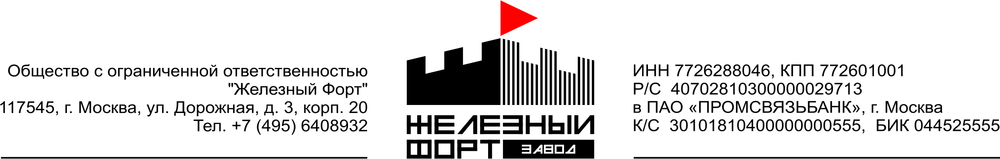 Общество с ограниченной ответственностью
"Железный Форт"
117545, г. Москва, ул. Дорожная, д. 3, корп. 20
Тел. +7 (495) 6408932
ЖЕЛЕЗНЫЙ
ФОРТ ЗАВОД
ИНН 7726288046, КПП 772601001
Р/С 40702810300000029713
в ПАО «ПРОМСВЯЗЬБАНК», г. Москва
К/С 30101810400000000555, БИК 044525555